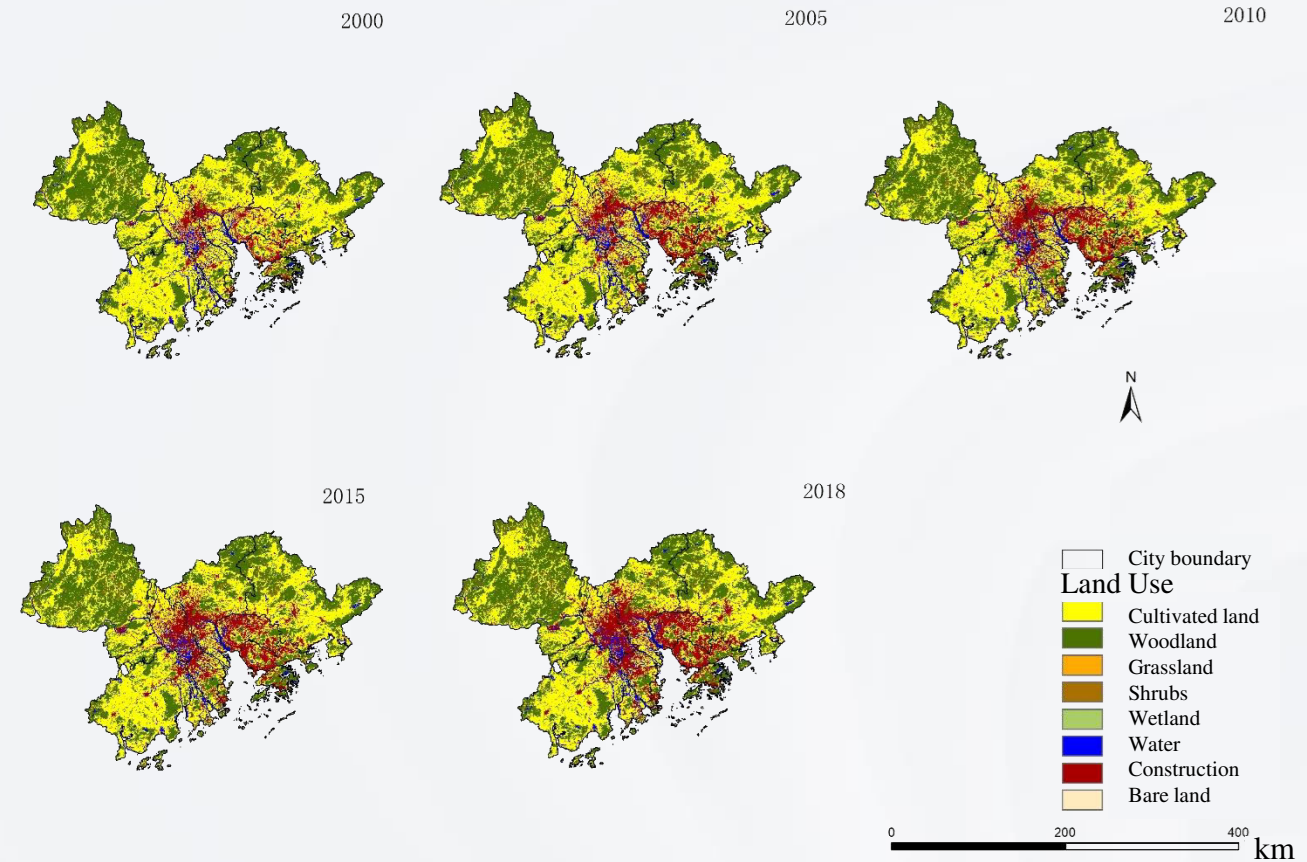 2000
2005
2010
N
2015
2018
City boundary
Land Use
Cultivated land
Woodland
Grassland
Shrubs
Wetland
Water
Construction
Bare land
0 200 400 km